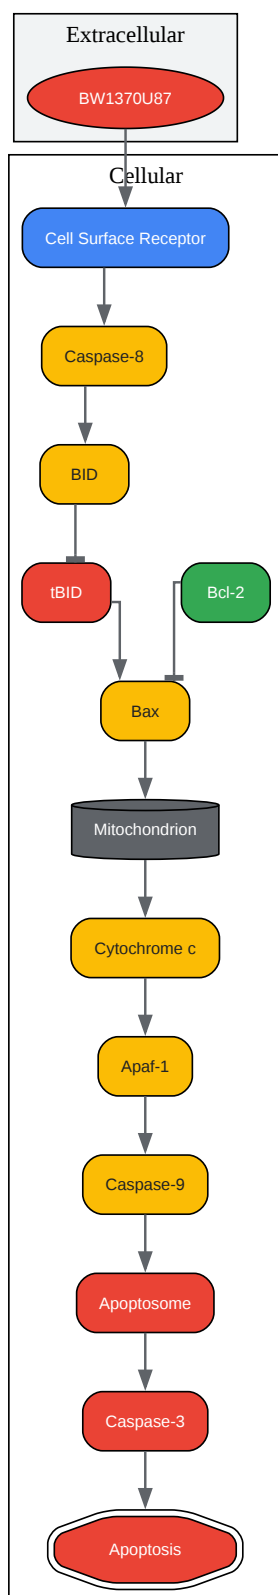 Extracellular
BW1370U87
Cellular
Cell Surface Receptor
Caspase-8
BID
tBID
Bcl-2
Bax
Mitochondrion
Cytochrome c
Apaf-1
Caspase-9
Apoptosome
Caspase-3
Apoptosis